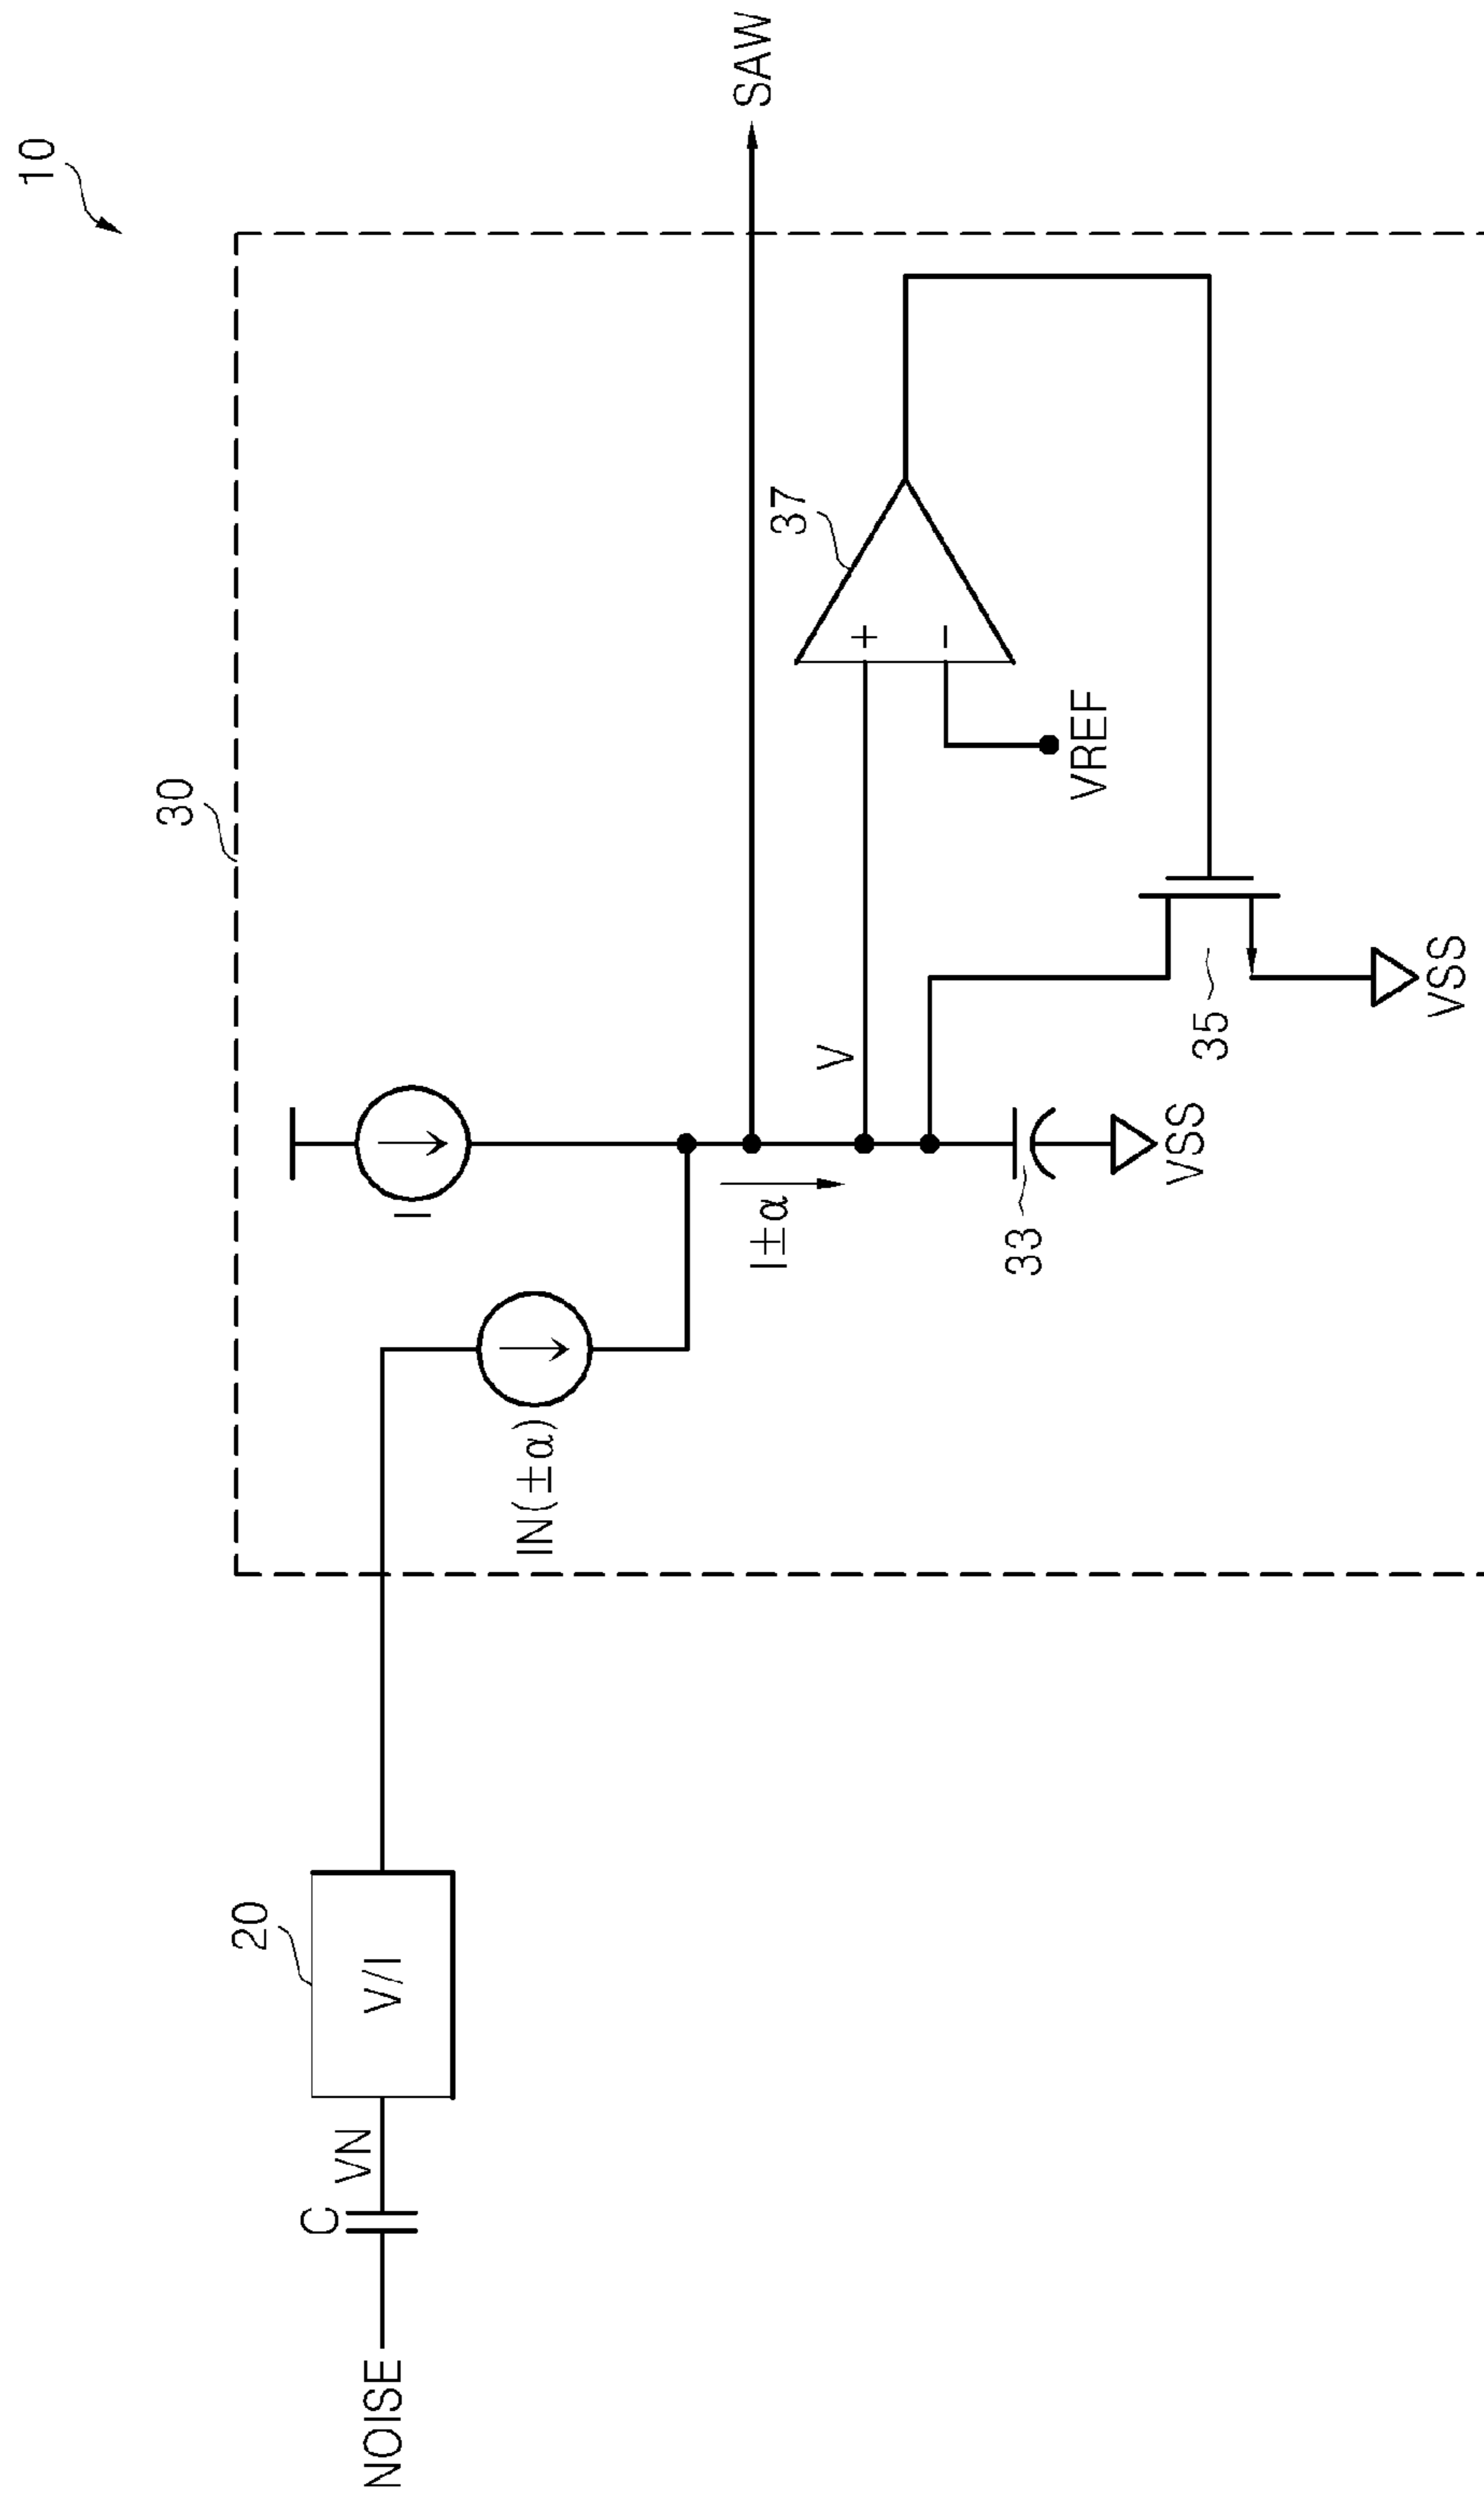 10
30
SAW
I
37
20
V/I
IN(±α)
I±α
V
+
−
VREF
C
VN
NOISE
33
VSS
35
VSS